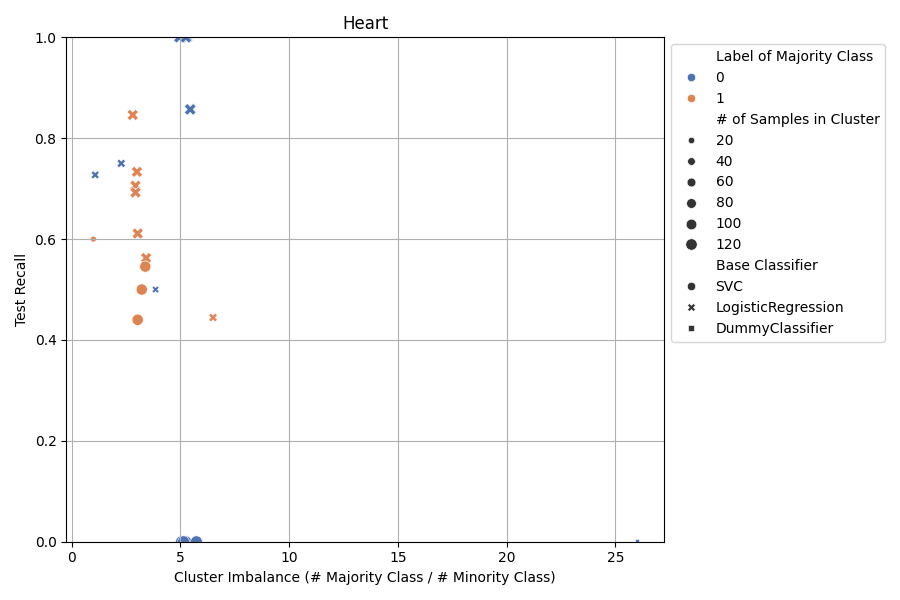 Heart
1.0
0.8
0.6
0.4
0.2
0.0
Test Recall
0
5
10
15
20
25
Cluster Imbalance (# Majority Class / # Minority Class)
Label of Majority Class
0
1
# of Samples in Cluster
20
40
60
80
100
120
Base Classifier
SVC
LogisticRegression
DummyClassifier